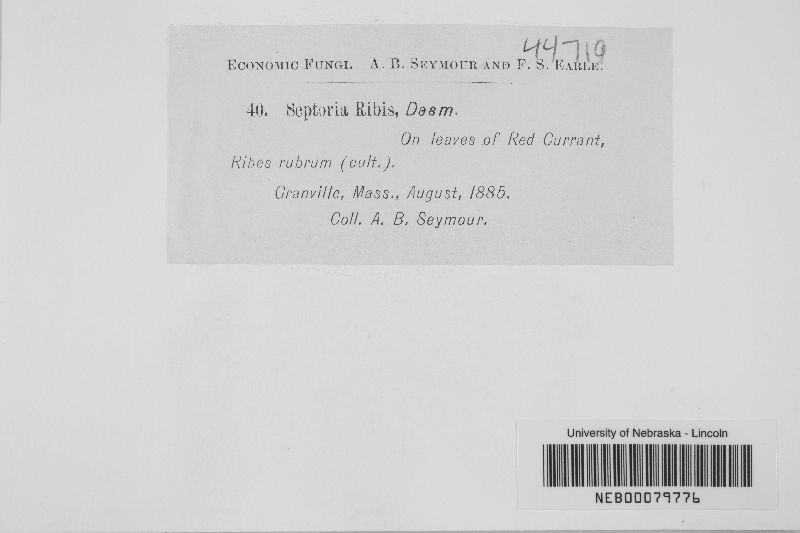 44719
ECONOMIC FUNGI. A. B. SEYMOUR AND F. S. EARLE.
40. Septoria Ribis, Desm.
On leaves of Red Currant,
Ribes rubrum (cult.).
Granville, Mass., August, 1885.
Coll. A. B. Seymour.
University of Nebraska - Lincoln
NEB00079776